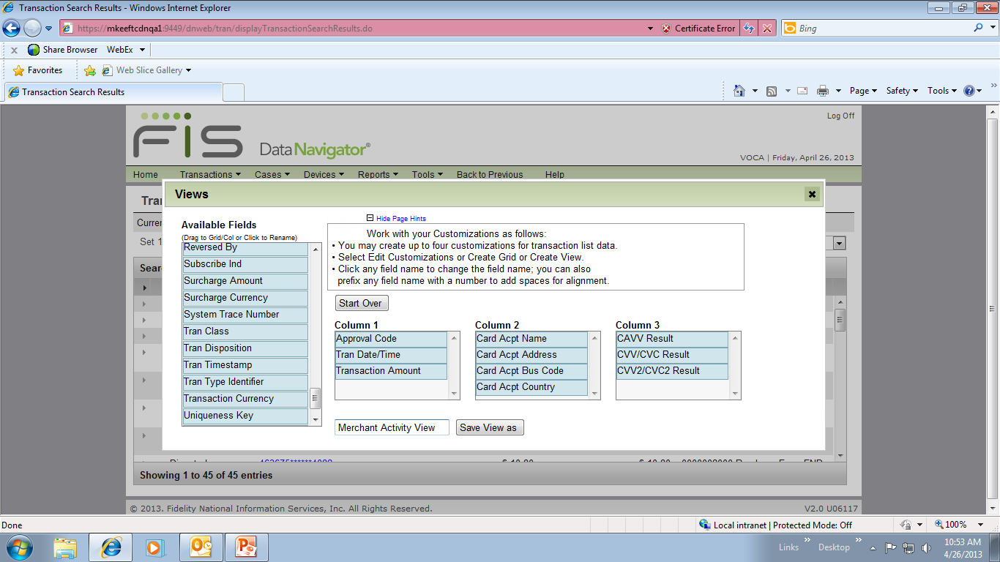 Transaction Search Results - Windows Internet Explorer
https://mkeeftcdnqa1:9449/dnweb/tran/displayTransactionSearchResults.do
Certificate Error
Bing
x Share Browser WebEx
Favorites
Web Slice Gallery
Transaction Search Results
Page Safety Tools
Log Off
FIS
DataNavigator®
VOCA | Friday, April 26, 2013
Home Transactions Cases Devices Reports Tools Back to Previous Help
Views
Available Fields
(Drag to Grid/Col or Click to Rename)
Reversed By
Subscribe Ind
Surcharge Amount
Surcharge Currency
System Trace Number
Tran Class
Tran Disposition
Tran Timestamp
Tran Type Identifier
Transaction Currency
Uniqueness Key
Hide Page Hints
Work with your Customizations as follows:
• You may create up to four customizations for transaction list data.
• Select Edit Customizations or Create Grid or Create View.
• Click any field name to change the field name; you can also
prefix any field name with a number to add spaces for alignment.
Start Over
Column 1
Approval Code
Tran Date/Time
Transaction Amount
Column 2
Card Acpt Name
Card Acpt Address
Card Acpt Bus Code
Card Acpt Country
Column 3
CAVV Result
CVV/CVC Result
CVV2/CVC2 Result
Merchant Activity View
Save View as
Set 1
Showing 1 to 45 of 45 entries
© 2013. Fidelity National Information Services, Inc. All Rights Reserved.
V2.0 U06117
Done
Local intranet | Protected Mode: Off
100%
Links
Desktop
10:53 AM
4/26/2013